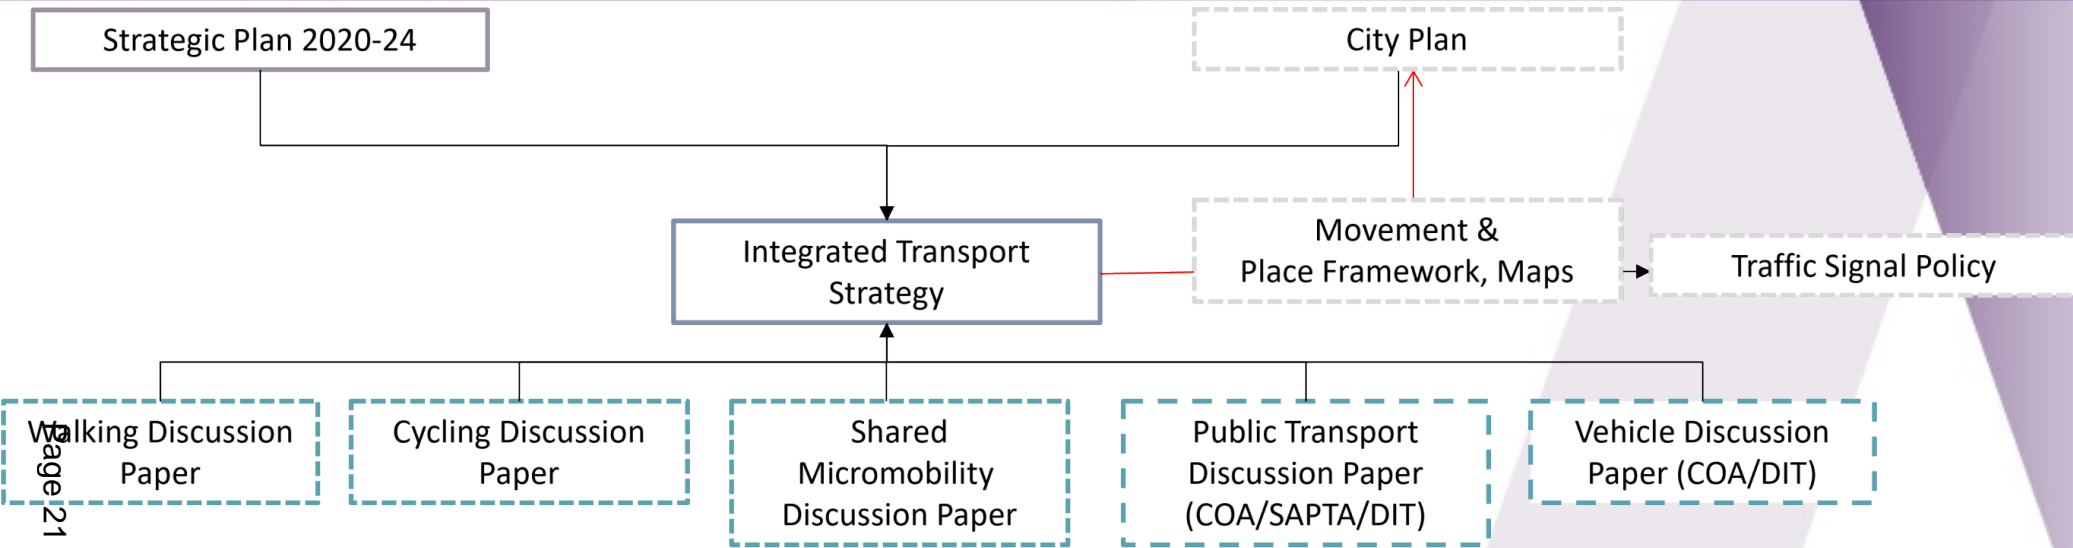 Strategic Plan 2020-24
City Plan
Integrated Transport
Strategy
Movement &
Place Framework, Maps
Traffic Signal Policy
Walking Discussion
Paper
Cycling Discussion
Paper
Shared
Micromobility
Discussion Paper
Public Transport
Discussion Paper
(COA/SAPTA/DIT)
Vehicle Discussion
Paper (COA/DIT)
Page 21